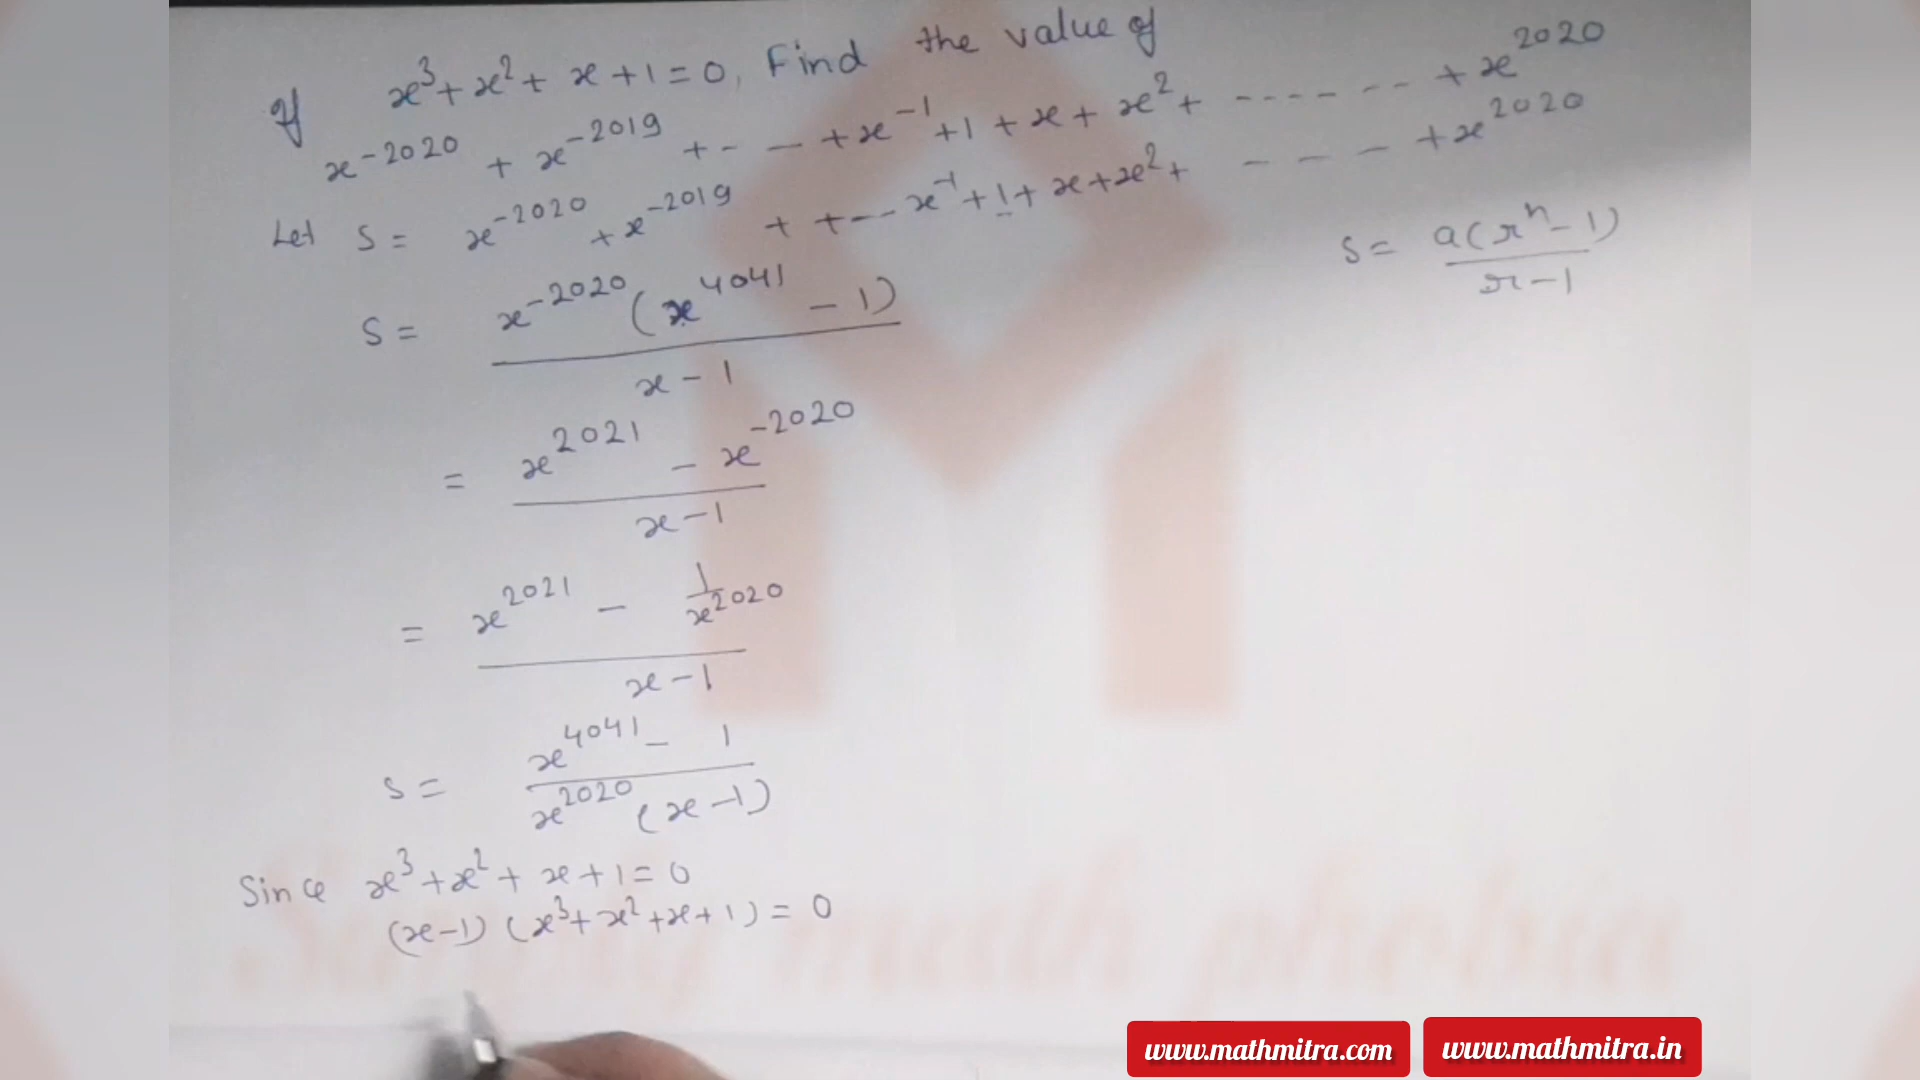 If x³ + x² + x + 1 = 0, Find the value of
x⁻²⁰²⁰ + x⁻²⁰¹⁹ + - — + x⁻¹ + 1 + x + x² + - - - - - - - + x²⁰²⁰
Let S = x⁻²⁰²⁰ + x⁻²⁰¹⁹ + + - - - x⁻¹ + 1 + x + x² + - - - + x²⁰²⁰
S = a(rⁿ - 1)
r - 1
S = x⁻²⁰²⁰ (x⁴⁰⁴¹ - 1)
x - 1
= x²⁰²¹ - x⁻²⁰²⁰
x - 1
= x²⁰²¹ - 1/x²⁰²⁰
x - 1
S = x⁴⁰⁴¹ - 1
x²⁰²⁰ (x - 1)
Since x³ + x² + x + 1 = 0
(x - 1) (x³ + x² + x + 1) = 0
www.mathmitra.com www.mathmitra.in